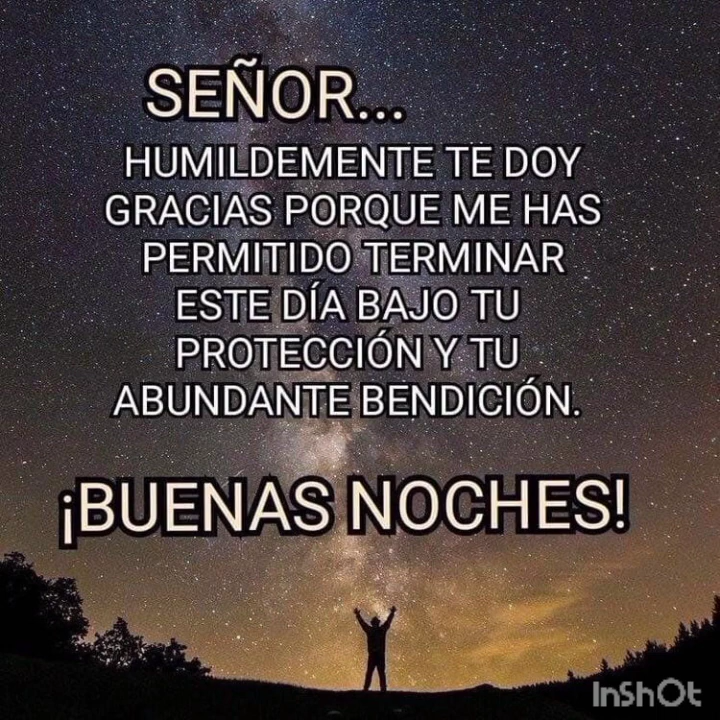 SEÑOR...
HUMILDEMENTE TE DOY
GRACIAS PORQUE ME HAS
PERMITIDO TERMINAR
ESTE DÍA BAJO TU
PROTECCIÓN Y TU
ABUNDANTE BENDICIÓN.
¡BUENAS NOCHES!
InShOt